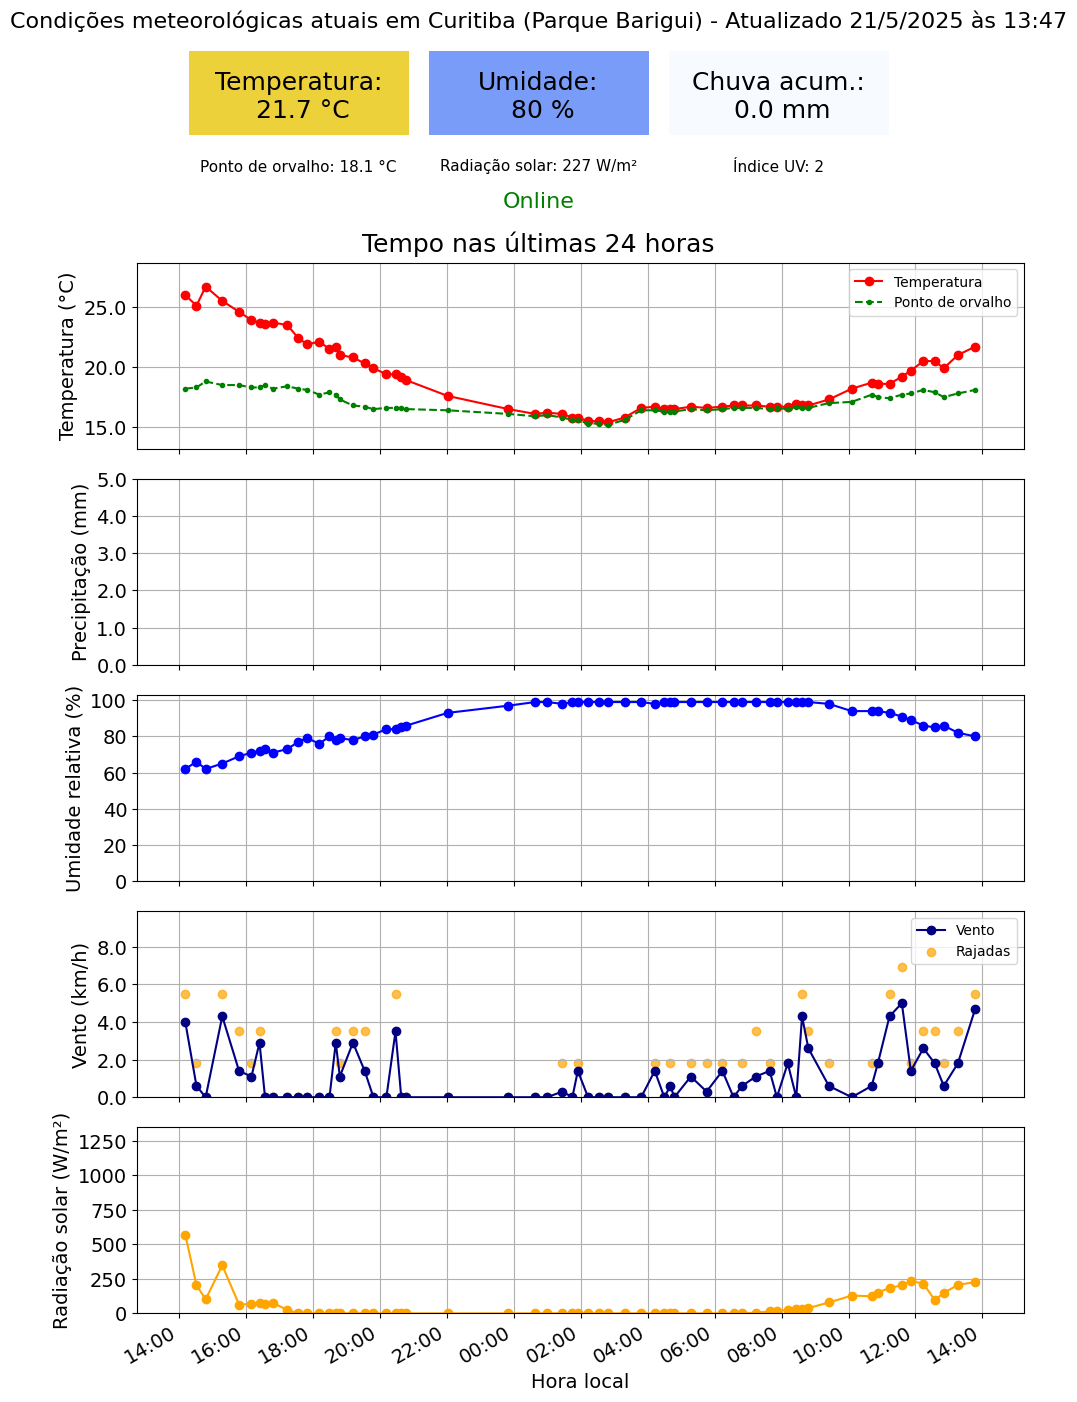 Condições meteorológicas atuais em Curitiba (Parque Barigui) - Atualizado 21/5/2025 às 13:47
Temperatura:
21.7 °C
Umidade:
80 %
Chuva acum.:
0.0 mm
Ponto de orvalho: 18.1 °C
Radiação solar: 227 W/m²
Índice UV: 2
Online
Tempo nas últimas 24 horas
Temperatura (°C)
25.0
20.0
15.0
Temperatura
Ponto de orvalho
Precipitação (mm)
5.0
4.0
3.0
2.0
1.0
0.0
Umidade relativa (%)
100
80
60
40
20
0
Vento (km/h)
8.0
6.0
4.0
2.0
0.0
Vento
Rajadas
Radiação solar (W/m²)
1250
1000
750
500
250
0
14:00
16:00
18:00
20:00
22:00
00:00
02:00
04:00
06:00
08:00
10:00
12:00
14:00
Hora local